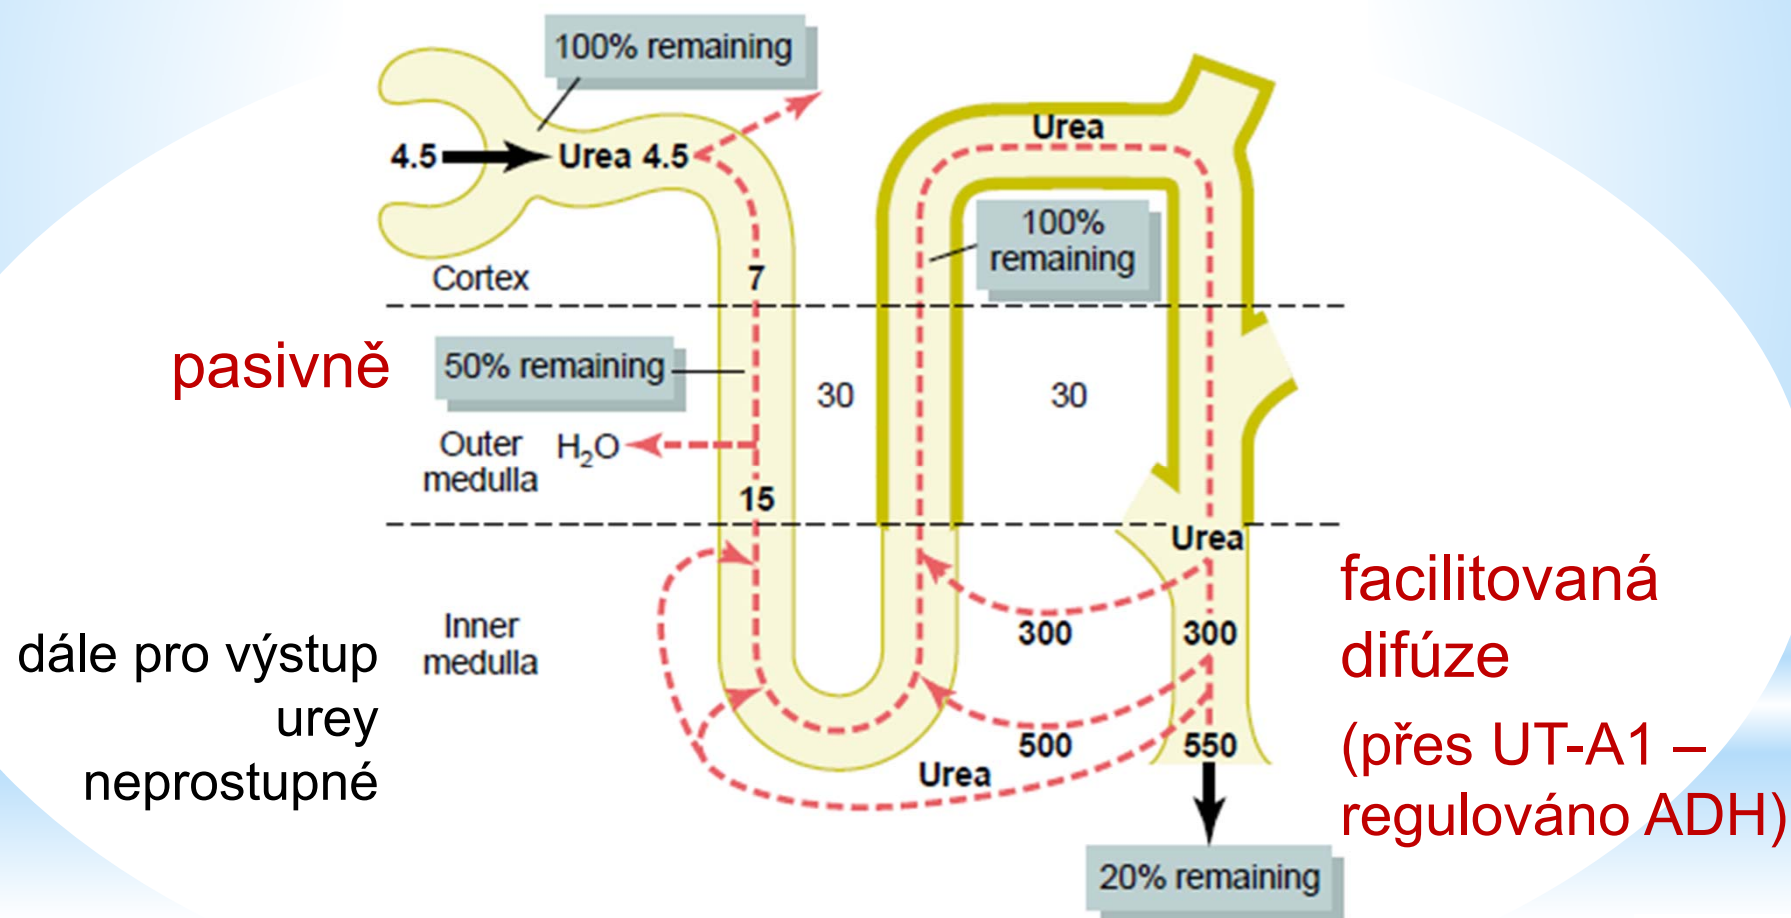 100% remaining
4.5
Urea 4.5
Urea
100%
remaining
Cortex
7
pasivně
50% remaining
30
30
Outer
medulla
H₂O
15
Urea
facilitovaná
difúze
(přes UT-A1 –
regulováno ADH)
dále pro výstup
urey
neprostupné
Inner
medulla
300
300
500
550
Urea
20% remaining